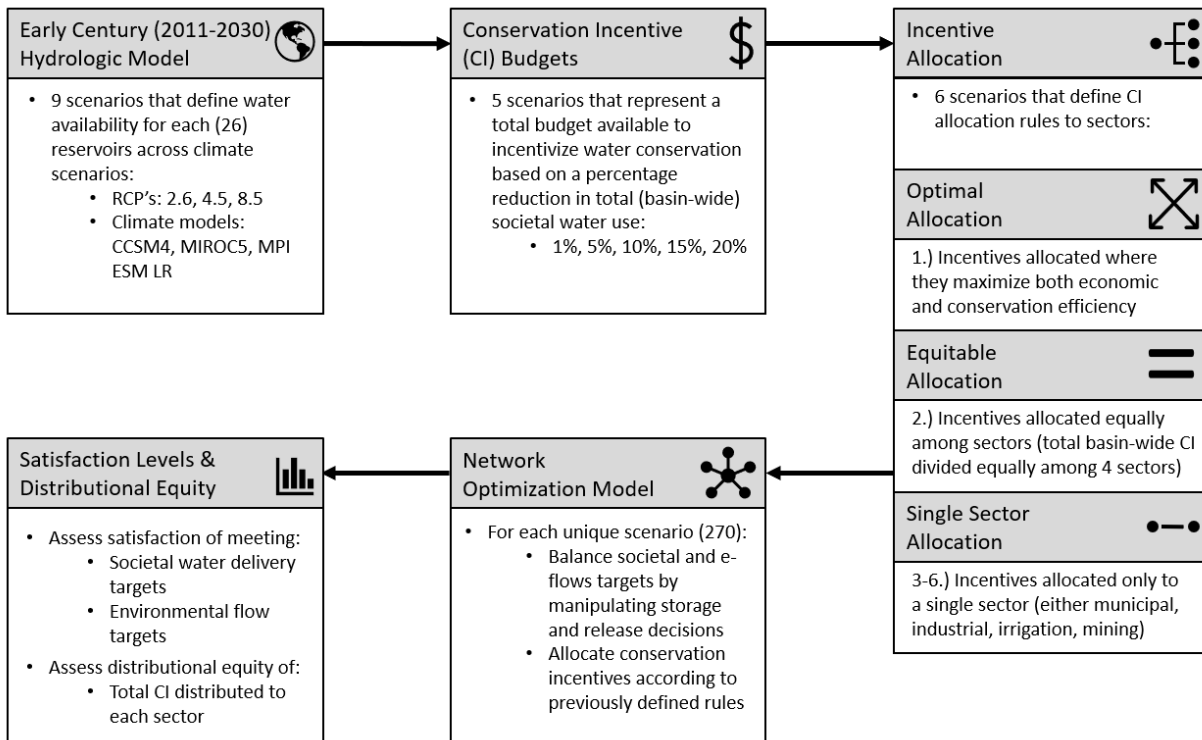 Early Century (2011-2030)
Hydrologic Model
• 9 scenarios that define water
availability for each (26)
reservoirs across climate
scenarios:
• RCP's: 2.6, 4.5, 8.5
• Climate models:
CCSM4, MIROC5, MPI
ESM LR
Conservation Incentive
(CI) Budgets
$
• 5 scenarios that represent a
total budget available to
incentivize water conservation
based on a percentage
reduction in total (basin-wide)
societal water use:
• 1%, 5%, 10%, 15%, 20%
Incentive
Allocation
• 6 scenarios that define CI
allocation rules to sectors:
Optimal
Allocation
1.) Incentives allocated where
they maximize both economic
and conservation efficiency
Equitable
Allocation
2.) Incentives allocated equally
among sectors (total basin-wide CI
divided equally among 4 sectors)
Single Sector
Allocation
3-6.) Incentives allocated only to
a single sector (either municipal,
industrial, irrigation, mining)
Network
Optimization Model
• For each unique scenario (270):
• Balance societal and e-
flows targets by
manipulating storage
and release decisions
• Allocate conservation
incentives according to
previously defined rules
Satisfaction Levels &
Distributional Equity
• Assess satisfaction of meeting:
• Societal water delivery
targets
• Environmental flow
targets
• Assess distributional equity of:
• Total CI distributed to
each sector